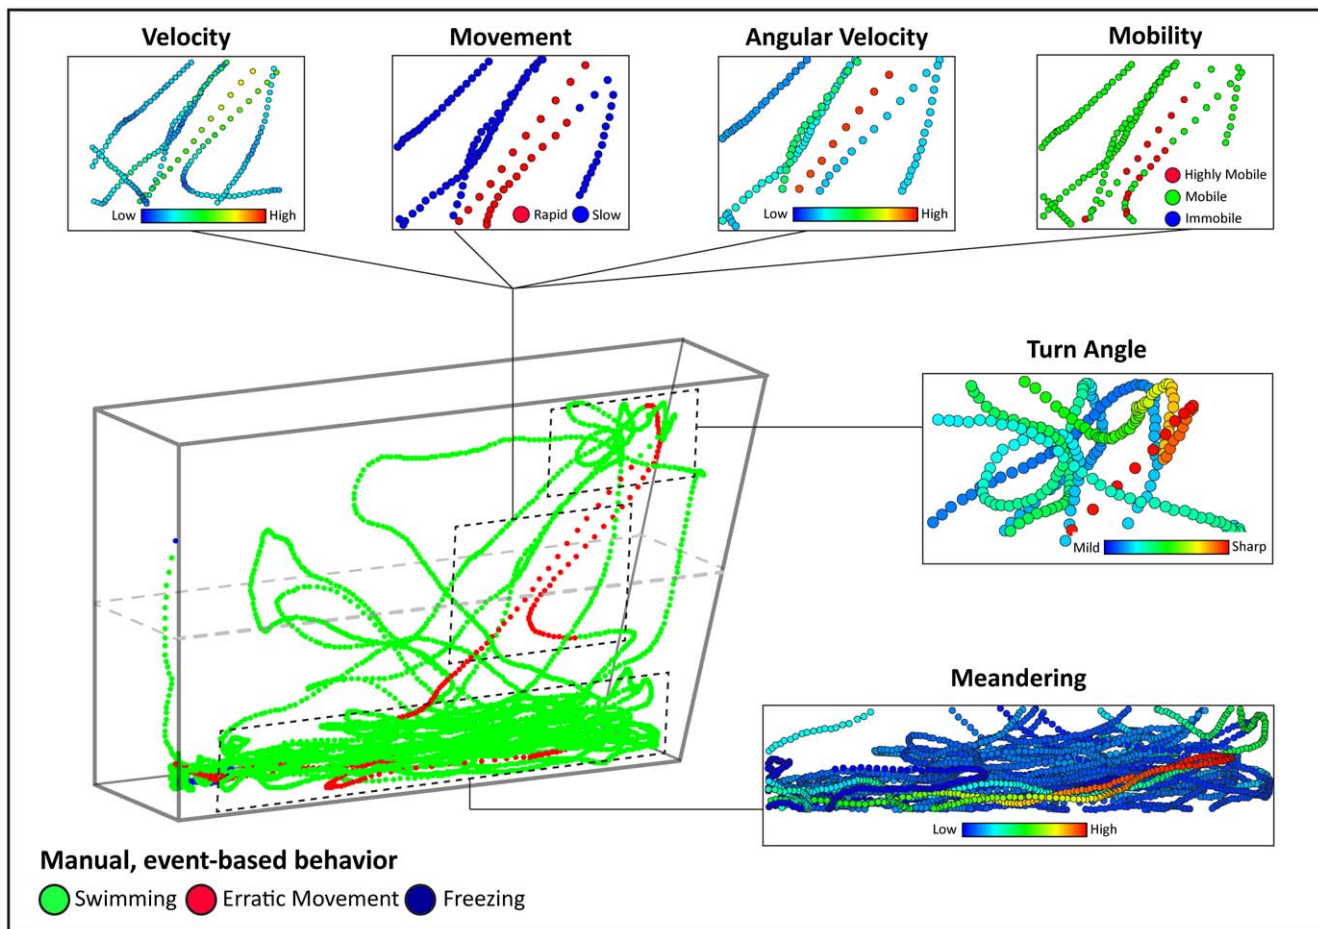 Velocity
Movement
Angular Velocity
Mobility
Low High
Rapid Slow
Low High
Highly Mobile
Mobile
Immobile
Turn Angle
Mild Sharp
Meandering
Low High
Manual, event-based behavior
Swimming Erratic Movement Freezing